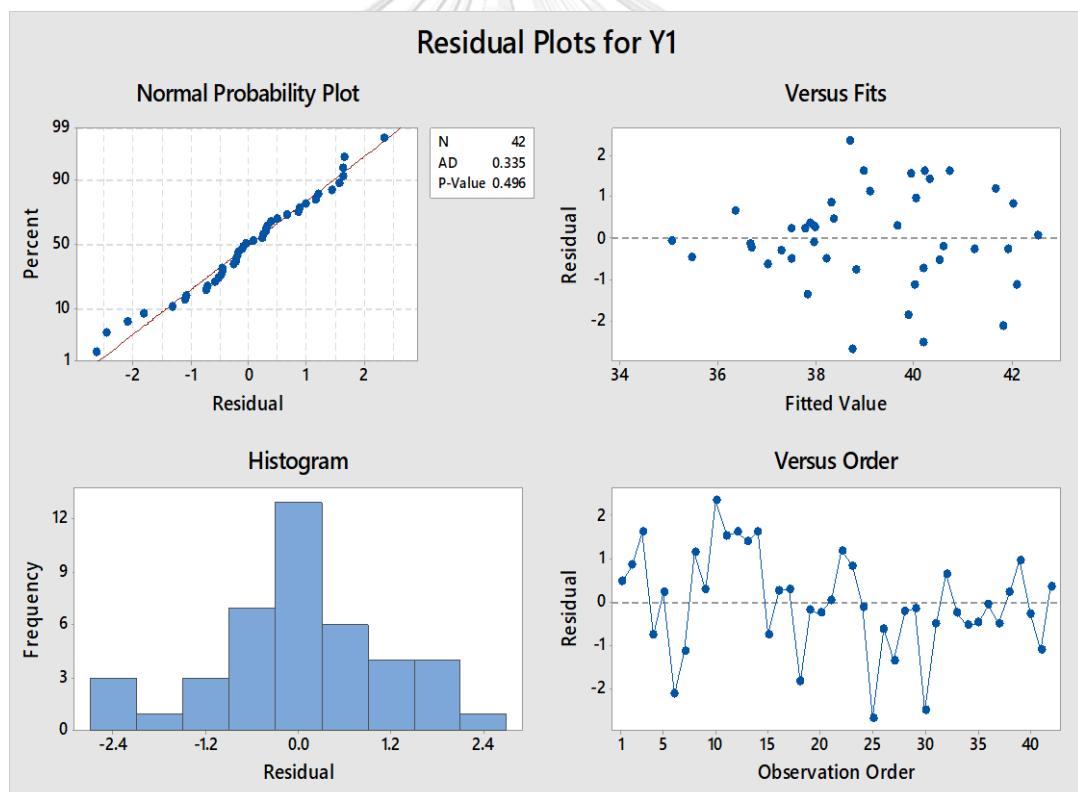 Residual Plots for Y1
Normal Probability Plot
99
90
50
10
1
Percent
-2 -1 0 1 2
Residual
N 42
AD 0.335
P-Value 0.496
Versus Fits
2
1
0
-1
-2
Residual
34 36 38 40 42
Fitted Value
Histogram
12
9
6
3
0
Frequency
-2.4 -1.2 0.0 1.2 2.4
Residual
Versus Order
2
1
0
-1
-2
Residual
1 5 10 15 20 25 30 35 40
Observation Order